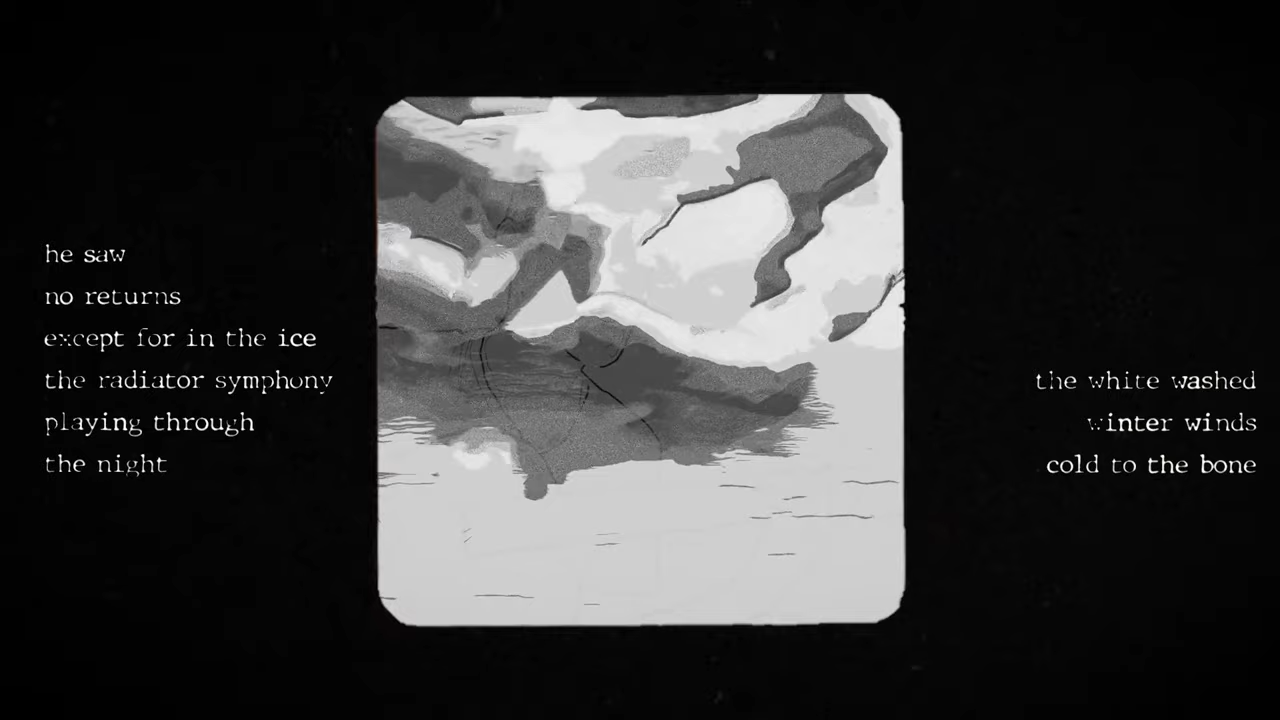 he saw
no returns
except for in the ice
the radiator symphony
playing through
the night
the white washed
winter winds
cold to the bone